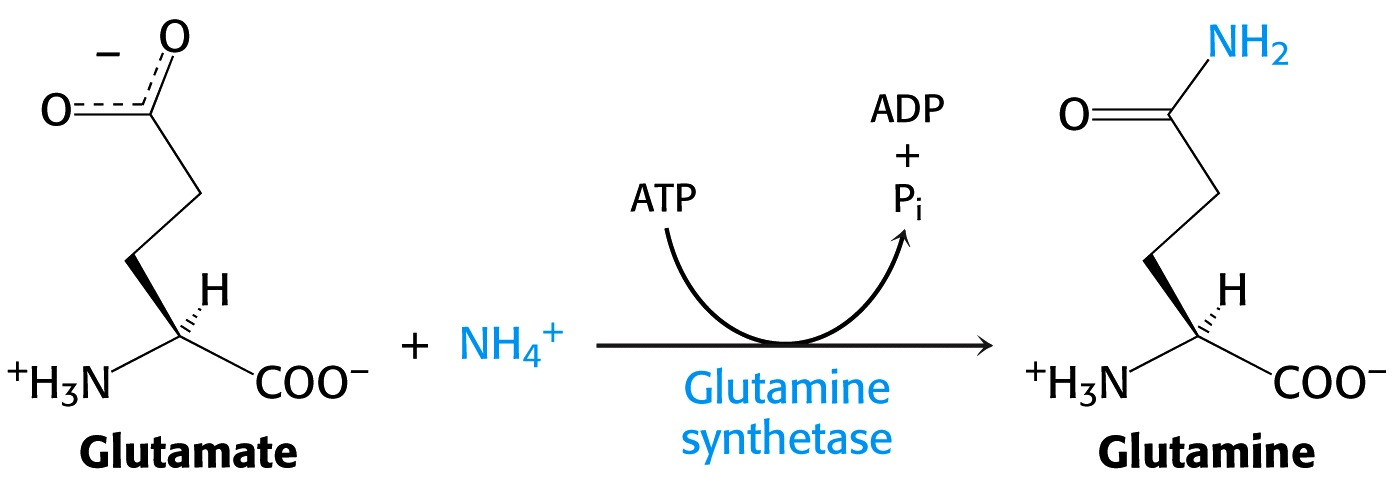 −
O
O
H
⁺H₃N
COO⁻
Glutamate
+
NH₄⁺
ATP
ADP
+
Pᵢ
Glutamine
synthetase
NH₂
O
H
⁺H₃N
COO⁻
Glutamine